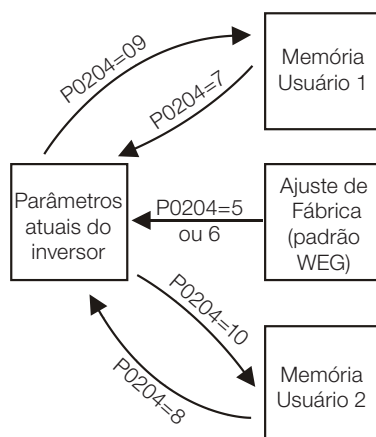 P0204=09
Memória
Usuário 1
P0204=7
Parâmetros
atuais do
inversor
P0204=5
ou 6
Ajuste de
Fábrica
(padrão
WEG)
P0204=10
P0204=8
Memória
Usuário 2